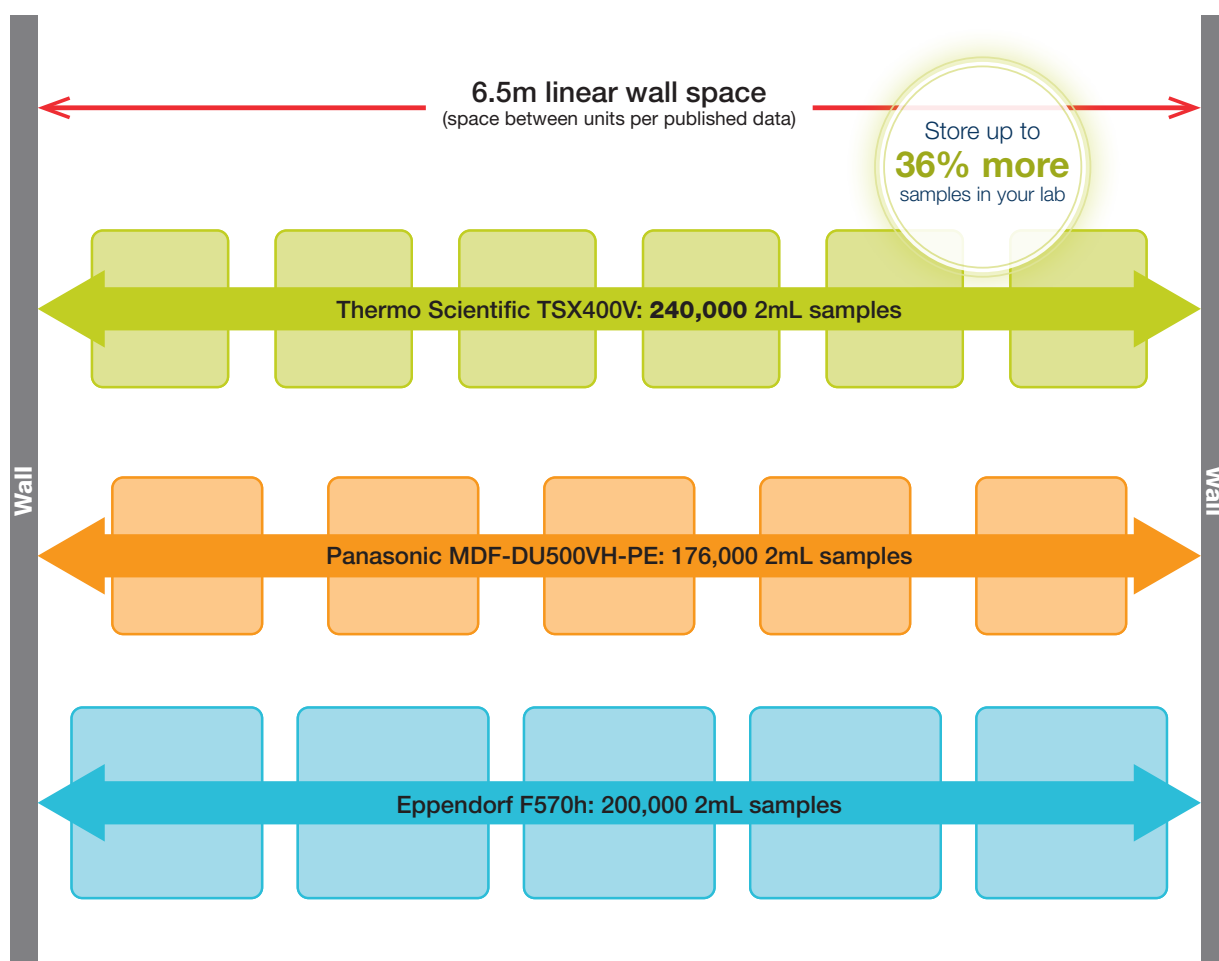 6.5m linear wall space
(space between units per published data)
Store up to
36% more
samples in your lab
Thermo Scientific TSX400V: 240,000 2mL samples
Wall
Wall
Panasonic MDF-DU500VH-PE: 176,000 2mL samples
Eppendorf F570h: 200,000 2mL samples